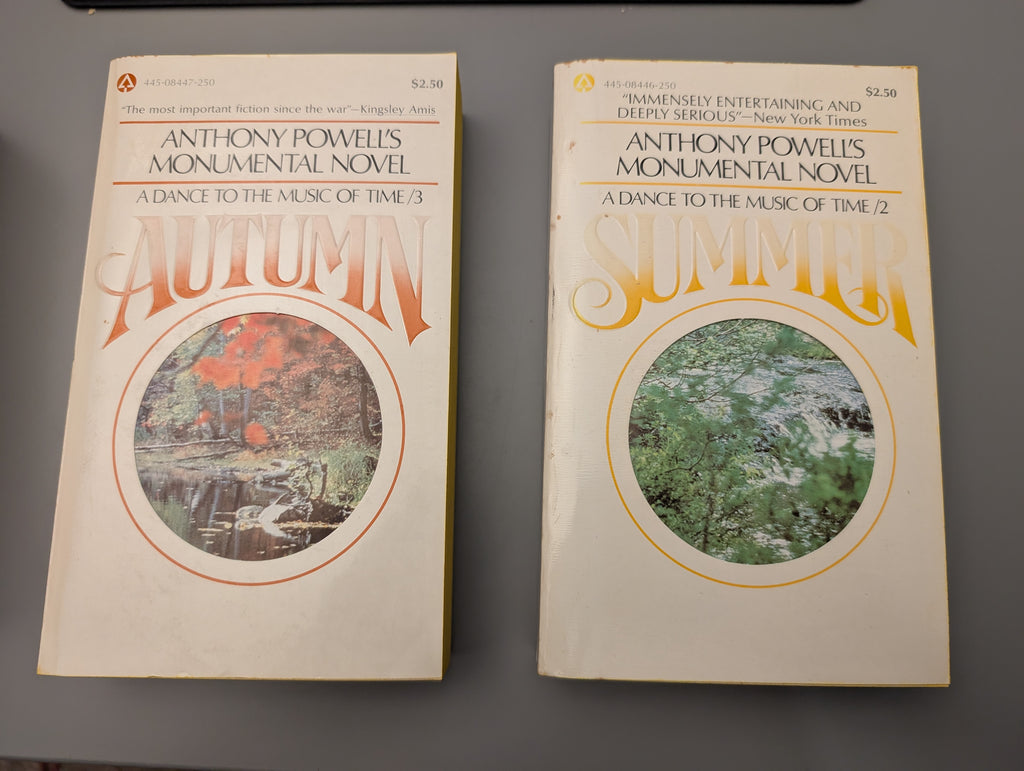 445-08447-250
$2.50
"The most important fiction since the war"—Kingsley Amis
ANTHONY POWELL'S
MONUMENTAL NOVEL
A DANCE TO THE MUSIC OF TIME/3
AUTUMN
445-08446-250
$2.50
"IMMENSELY ENTERTAINING AND
DEEPLY SERIOUS"—New York Times
ANTHONY POWELL'S
MONUMENTAL NOVEL
A DANCE TO THE MUSIC OF TIME/2
SUMMER